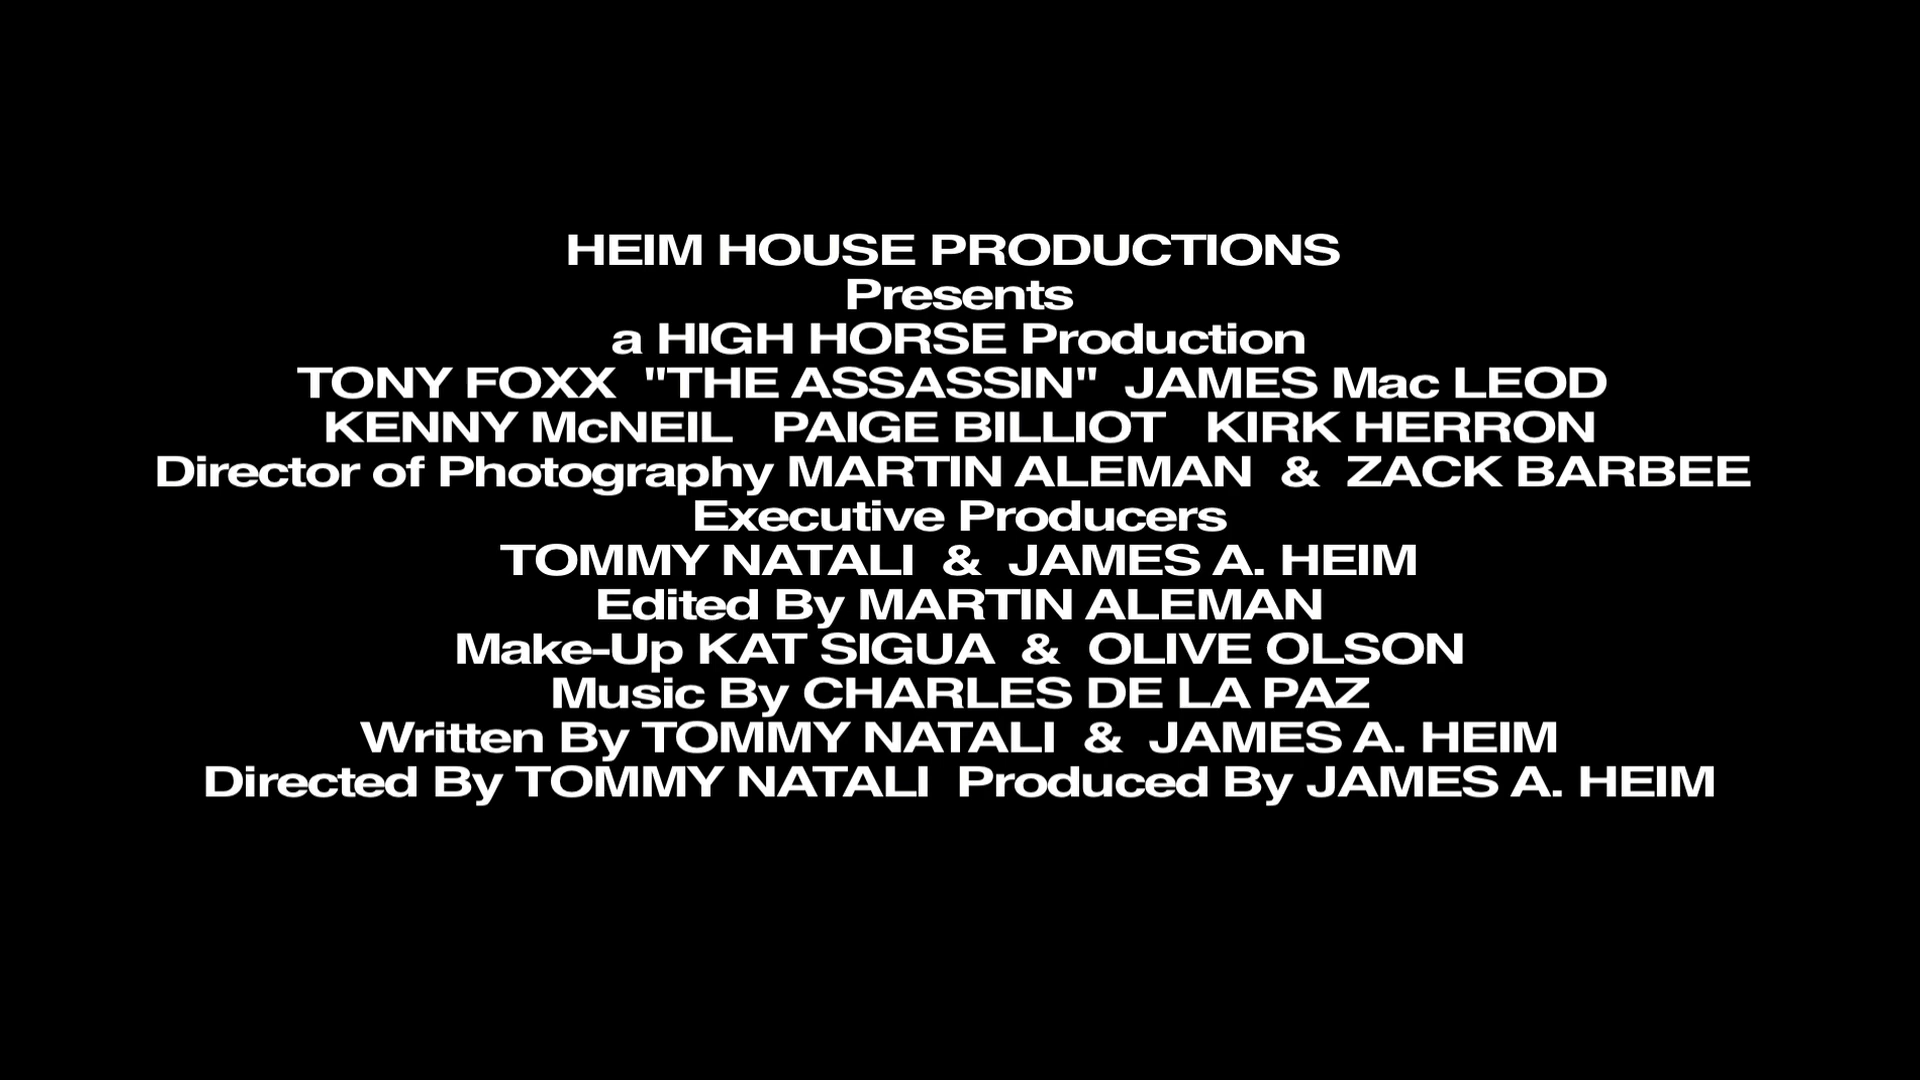 HEIM HOUSE PRODUCTIONS
Presents
a HIGH HORSE Production
TONY FOXX "THE ASSASSIN" JAMES Mac LEOD
KENNY McNEIL PAIGE BILLIOT KIRK HERRON
Director of Photography MARTIN ALEMAN & ZACK BARBEE
Executive Producers
TOMMY NATALI & JAMES A. HEIM
Edited By MARTIN ALEMAN
Make-Up KAT SIGUA & OLIVE OLSON
Music By CHARLES DE LA PAZ
Written By TOMMY NATALI & JAMES A. HEIM
Directed By TOMMY NATALI Produced By JAMES A. HEIM